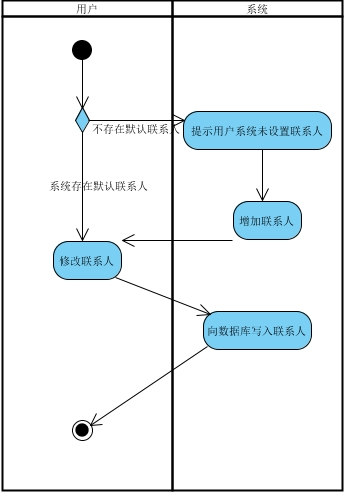 用户
系统
不存在默认联系人
提示用户系统未设置联系人
系统存在默认联系人
增加联系人
修改联系人
向数据库写入联系人